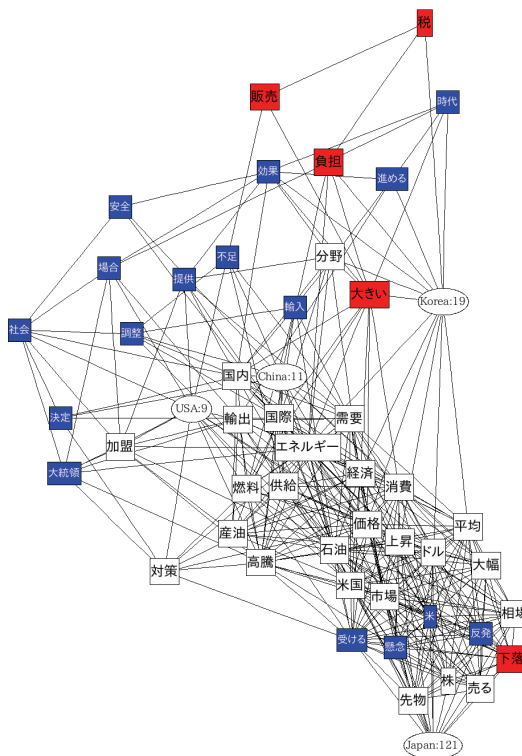 税
販売
時代
負担
効果
進める
安全
分野
不足
場合
提供
大きい
Korea:19
輸入
社会
調整
国内
China:11
USA:9
決定
輸出
国際
需要
加盟
エネルギー
大統領
燃料
供給
経済
消費
産油
価格
平均
石油
上昇
ドル
高騰
対策
大幅
米国
市場
相場
米
受ける
懸念
反発
下落
株
売る
先物
Japan:121